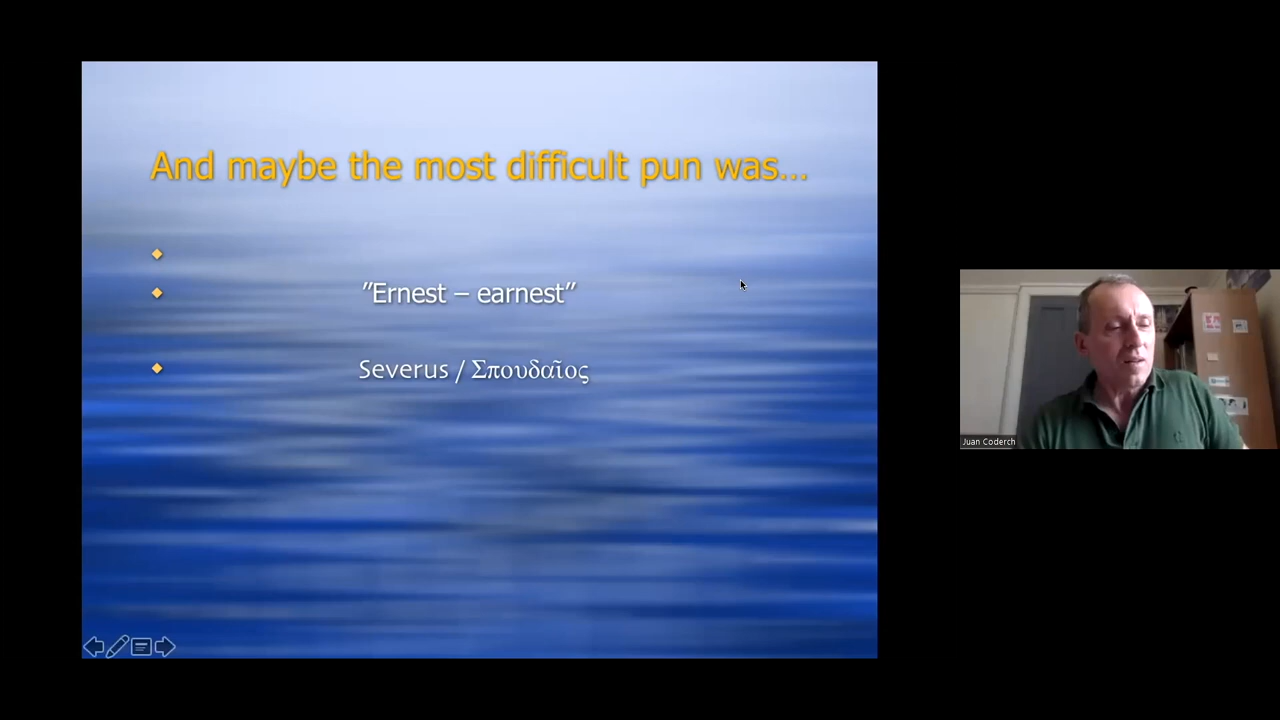 And maybe the most difficult pun was...
”Ernest – earnest”
Severus / Σπουδαῖος
Juan Coderch